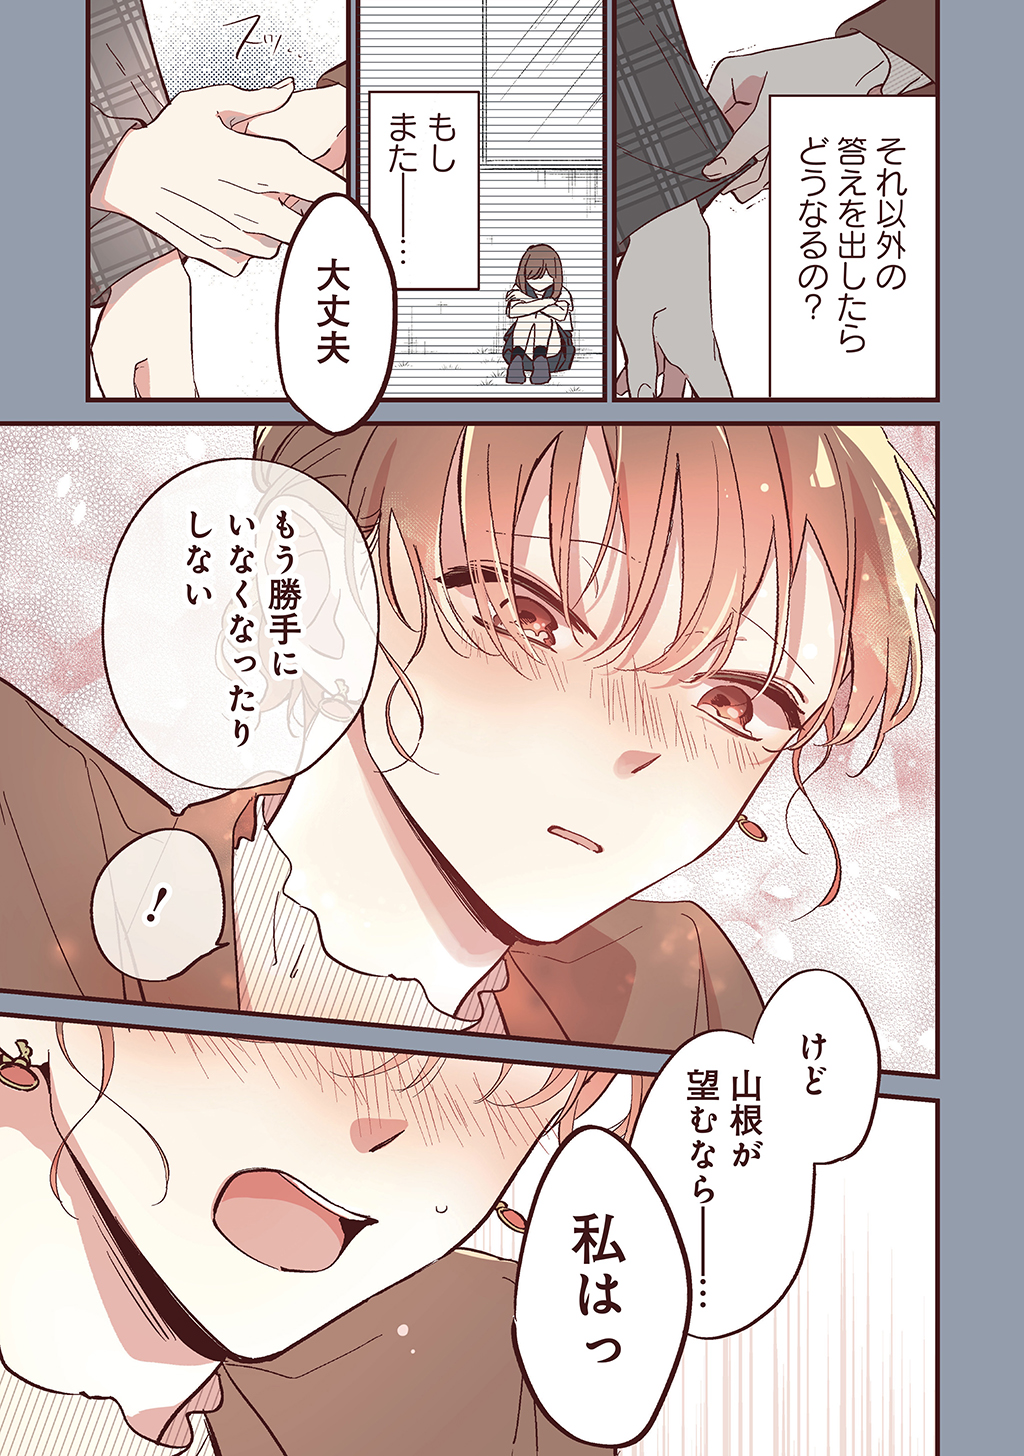 それ以外の
答えを出したら
どうなるの？
もし
また――…
大丈夫
もう勝手に
いなくなったり
しない
！
けど
山根が
望むなら――…
私はっ